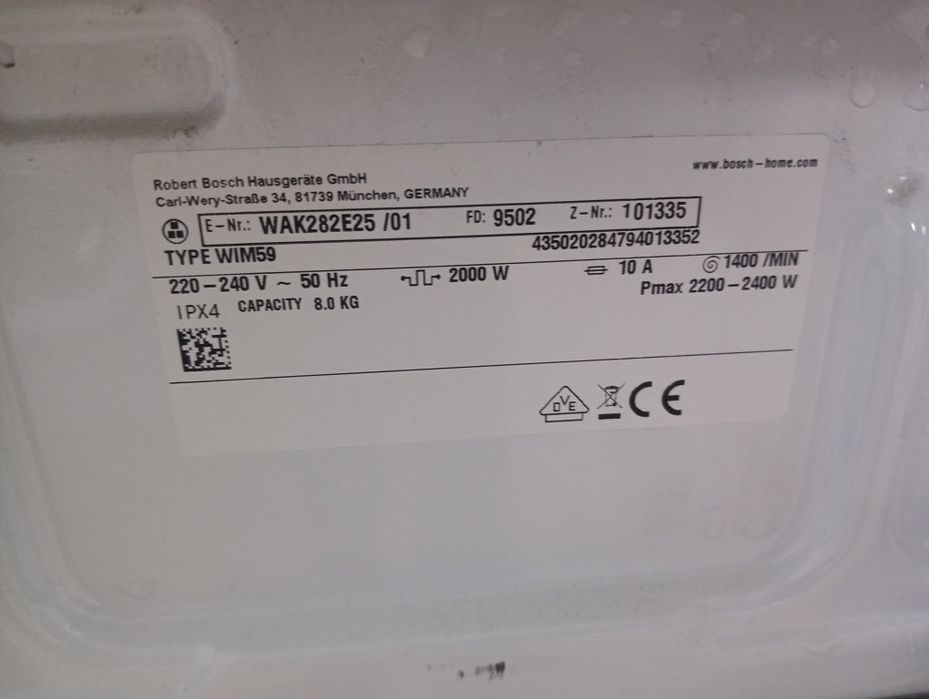 www.bosch-home.com
Robert Bosch Hausgeräte GmbH
Carl-Wery-Straße 34, 81739 München, GERMANY
E-Nr.: WAK282E25 /01 FD: 9502 Z-Nr.: 101335
TYPE WIM59 435020284794013352
220-240 V ~ 50 Hz 2000 W 10 A 1400 /MIN
IPX4 CAPACITY 8.0 KG Pmax 2200-2400 W
DVE CE